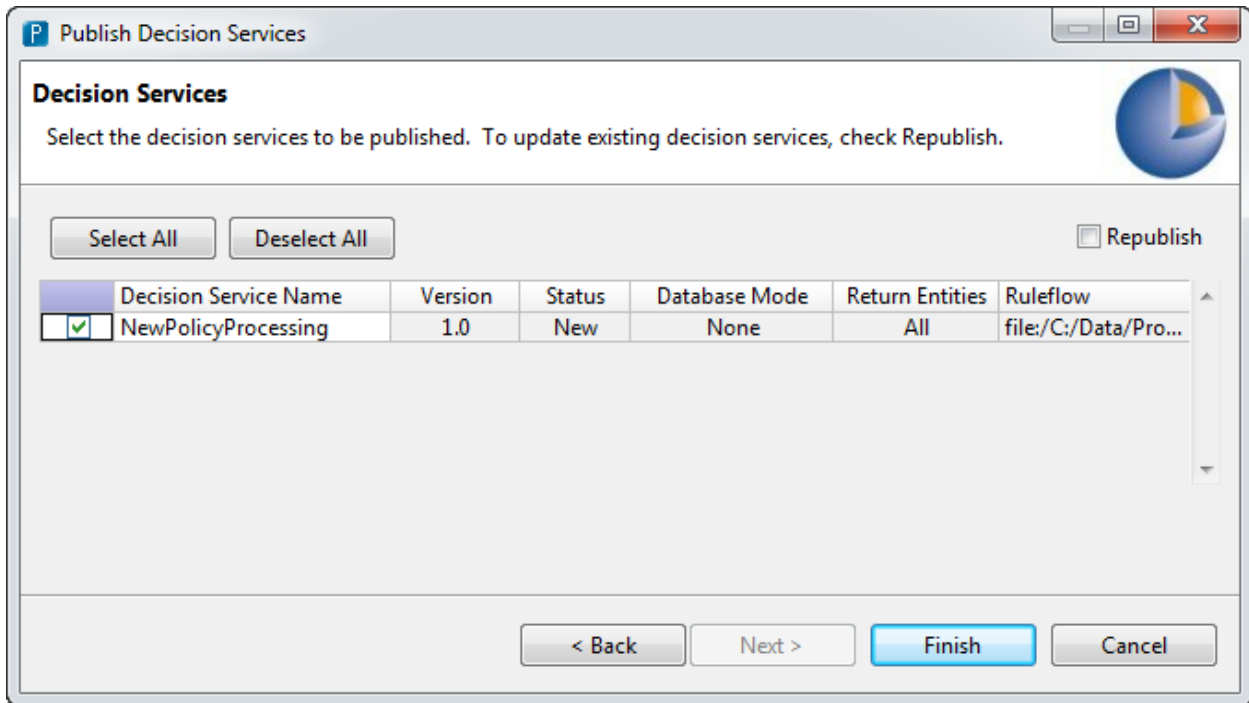 Publish Decision Services
Decision Services
Select the decision services to be published. To update existing decision services, check Republish.
Select All Deselect All Republish
Decision Service Name Version Status Database Mode Return Entities Ruleflow
NewPolicyProcessing 1.0 New None All file:/C:/Data/Pro...
< Back Next > Finish Cancel